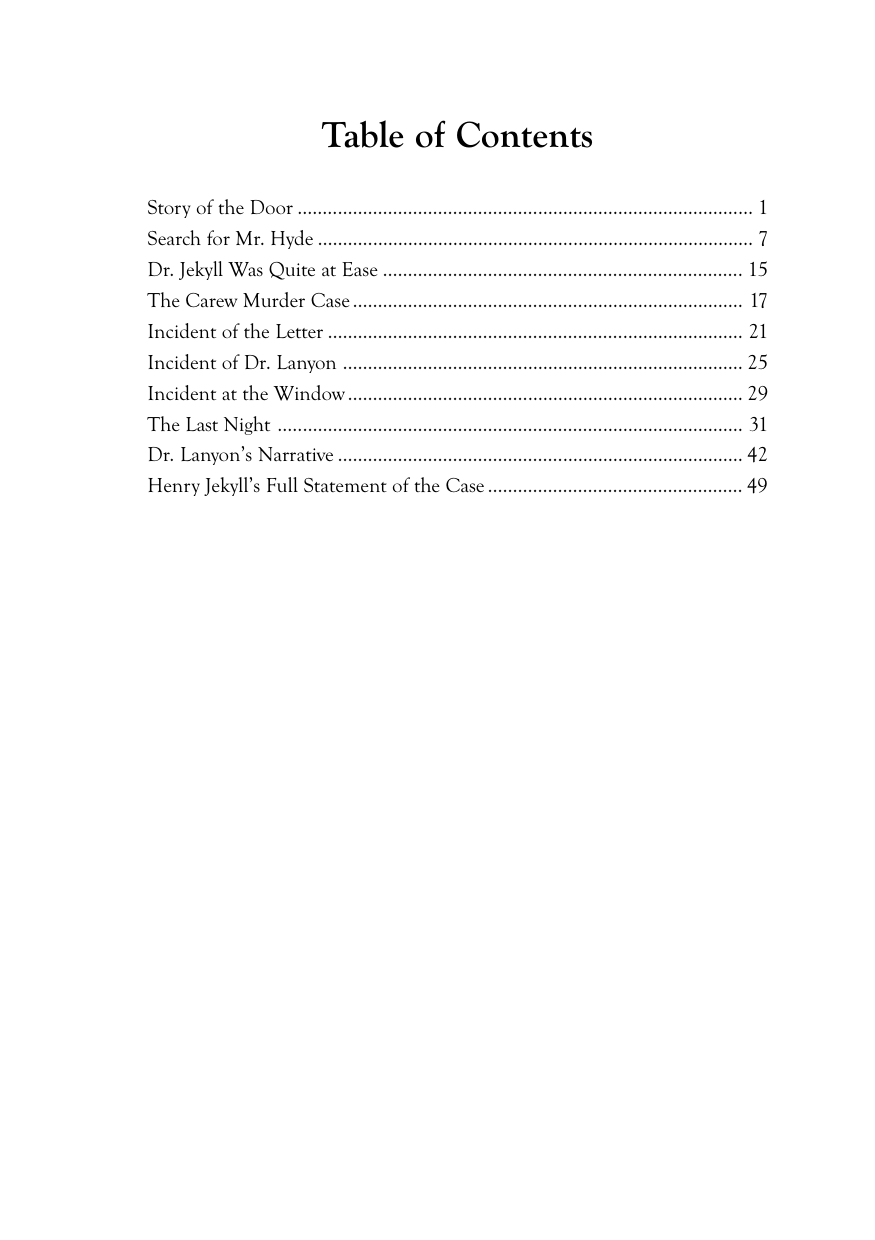 Table of Contents
Story of the Door ........................................................................................... 1
Search for Mr. Hyde ....................................................................................... 7
Dr. Jekyll Was Quite at Ease ........................................................................ 15
The Carew Murder Case .............................................................................. 17
Incident of the Letter ................................................................................... 21
Incident of Dr. Lanyon ................................................................................ 25
Incident at the Window ............................................................................... 29
The Last Night ............................................................................................. 31
Dr. Lanyon’s Narrative ................................................................................. 42
Henry Jekyll’s Full Statement of the Case ................................................... 49